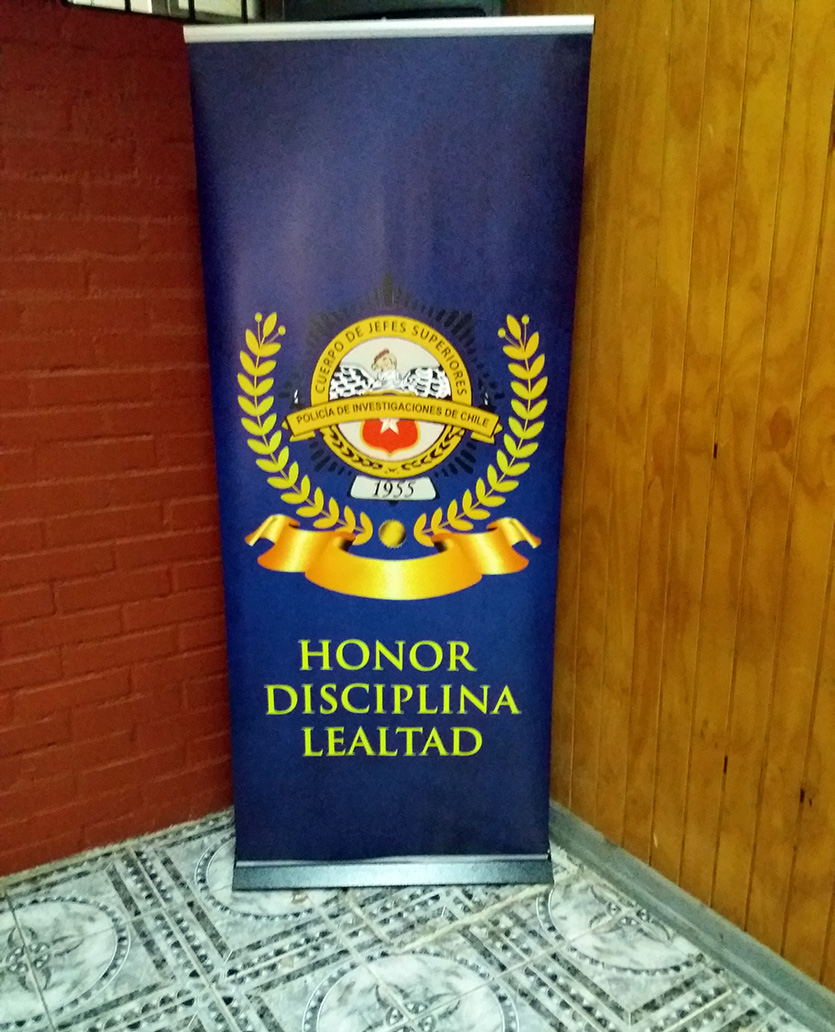 CUERPO DE JEFES SUPERIORES
POLICÍA DE INVESTIGACIONES DE CHILE
1955
HONOR
DISCIPLINA
LEALTAD